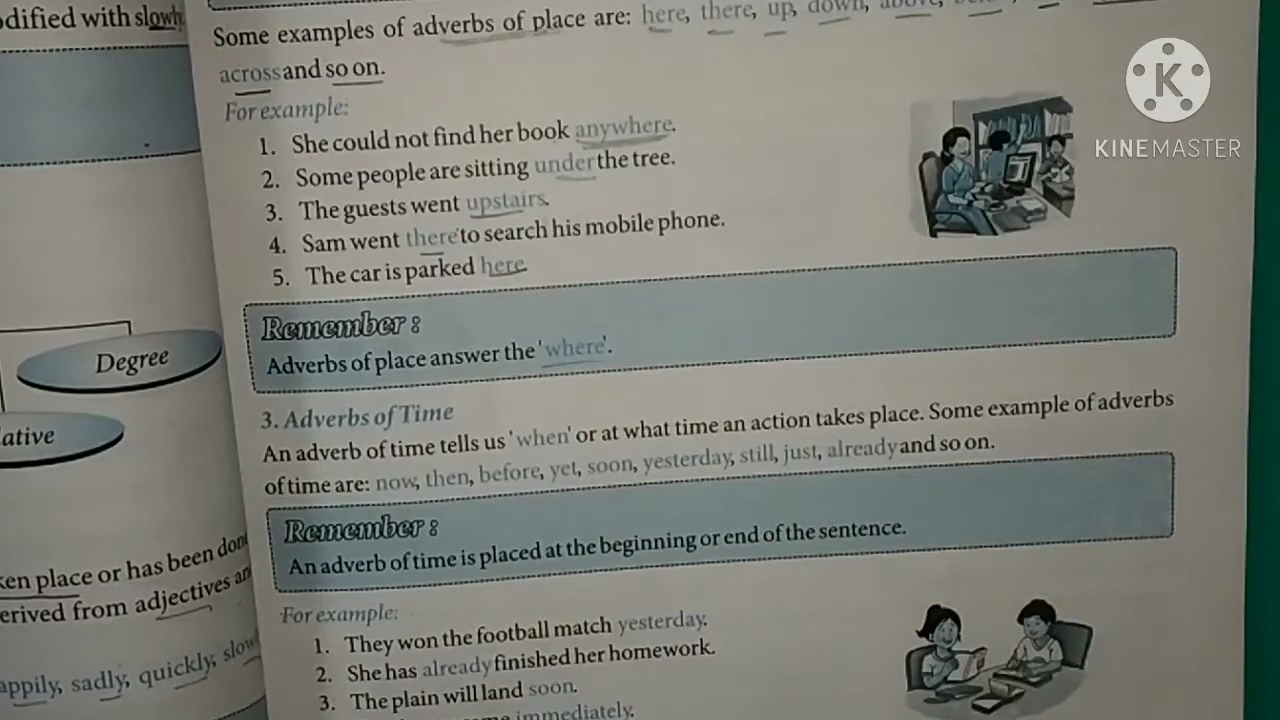 odified with slowly
Degree
ative
ken place or has been done
erived from adjectives an
appily, sadly, quickly, slowl
Some examples of adverbs of place are: here, there, up, down, above,
across and so on.
For example:
1. She could not find her book anywhere.
2. Some people are sitting under the tree.
3. The guests went upstairs.
4. Sam went there to search his mobile phone.
5. The car is parked here.
Remember :
Adverbs of place answer the 'where'.
3. Adverbs of Time
An adverb of time tells us 'when' or at what time an action takes place. Some example of adverbs
of time are: now, then, before, yet, soon, yesterday, still, just, already and so on.
Remember :
An adverb of time is placed at the beginning or end of the sentence.
For example:
1. They won the football match yesterday.
2. She has already finished her homework.
3. The plain will land soon.
immediately.
K
KINEMASTER